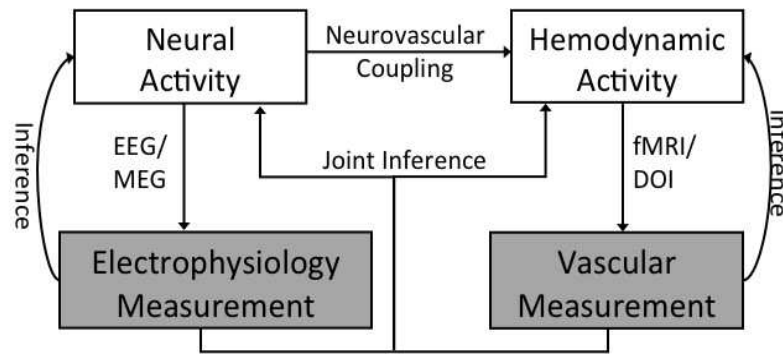 Neural
Activity
Neurovascular
Coupling
Hemodynamic
Activity
Inference
EEG/
MEG
Joint Inference
fMRI/
DOI
Inference
Electrophysiology
Measurement
Vascular
Measurement